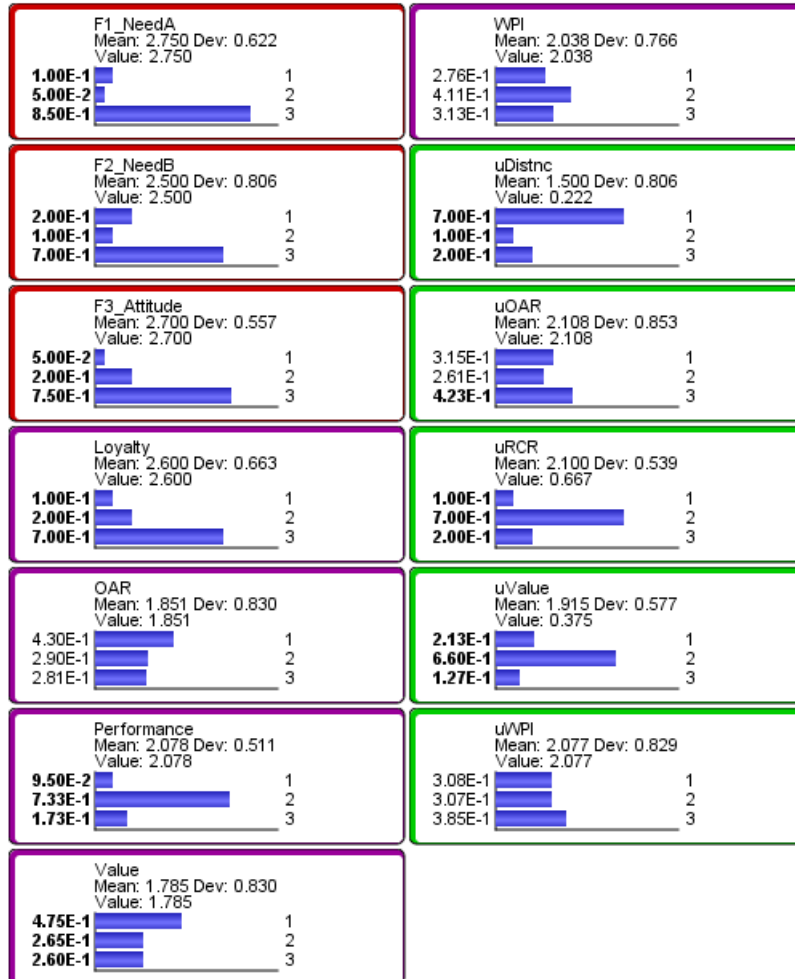 F1_NeedA
Mean: 2.750 Dev: 0.622
Value: 2.750
1.00E-1 1
5.00E-2 2
8.50E-1 3
F2_NeedB
Mean: 2.500 Dev: 0.806
Value: 2.500
2.00E-1 1
1.00E-1 2
7.00E-1 3
F3_Attitude
Mean: 2.700 Dev: 0.557
Value: 2.700
5.00E-2 1
2.00E-1 2
7.50E-1 3
Loyalty
Mean: 2.600 Dev: 0.663
Value: 2.600
1.00E-1 1
2.00E-1 2
7.00E-1 3
OAR
Mean: 1.851 Dev: 0.830
Value: 1.851
4.30E-1 1
2.90E-1 2
2.81E-1 3
Performance
Mean: 2.078 Dev: 0.511
Value: 2.078
9.50E-2 1
7.33E-1 2
1.73E-1 3
Value
Mean: 1.785 Dev: 0.830
Value: 1.785
4.75E-1 1
2.65E-1 2
2.60E-1 3
WPI
Mean: 2.038 Dev: 0.766
Value: 2.038
2.76E-1 1
4.11E-1 2
3.13E-1 3
uDistnc
Mean: 1.500 Dev: 0.806
Value: 0.222
7.00E-1 1
1.00E-1 2
2.00E-1 3
uOAR
Mean: 2.108 Dev: 0.853
Value: 2.108
3.15E-1 1
2.61E-1 2
4.23E-1 3
uRCR
Mean: 2.100 Dev: 0.539
Value: 0.667
1.00E-1 1
7.00E-1 2
2.00E-1 3
uValue
Mean: 1.915 Dev: 0.577
Value: 0.375
2.13E-1 1
6.60E-1 2
1.27E-1 3
uWPI
Mean: 2.077 Dev: 0.829
Value: 2.077
3.08E-1 1
3.07E-1 2
3.85E-1 3